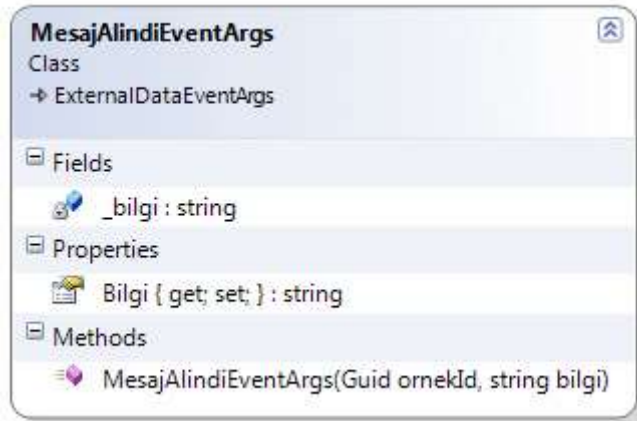 MesajAlindiEventArgs
Class
ExternalDataEventArgs
Fields
_bilgi : string
Properties
Bilgi { get; set; } : string
Methods
MesajAlindiEventArgs(Guid ornekId, string bilgi)